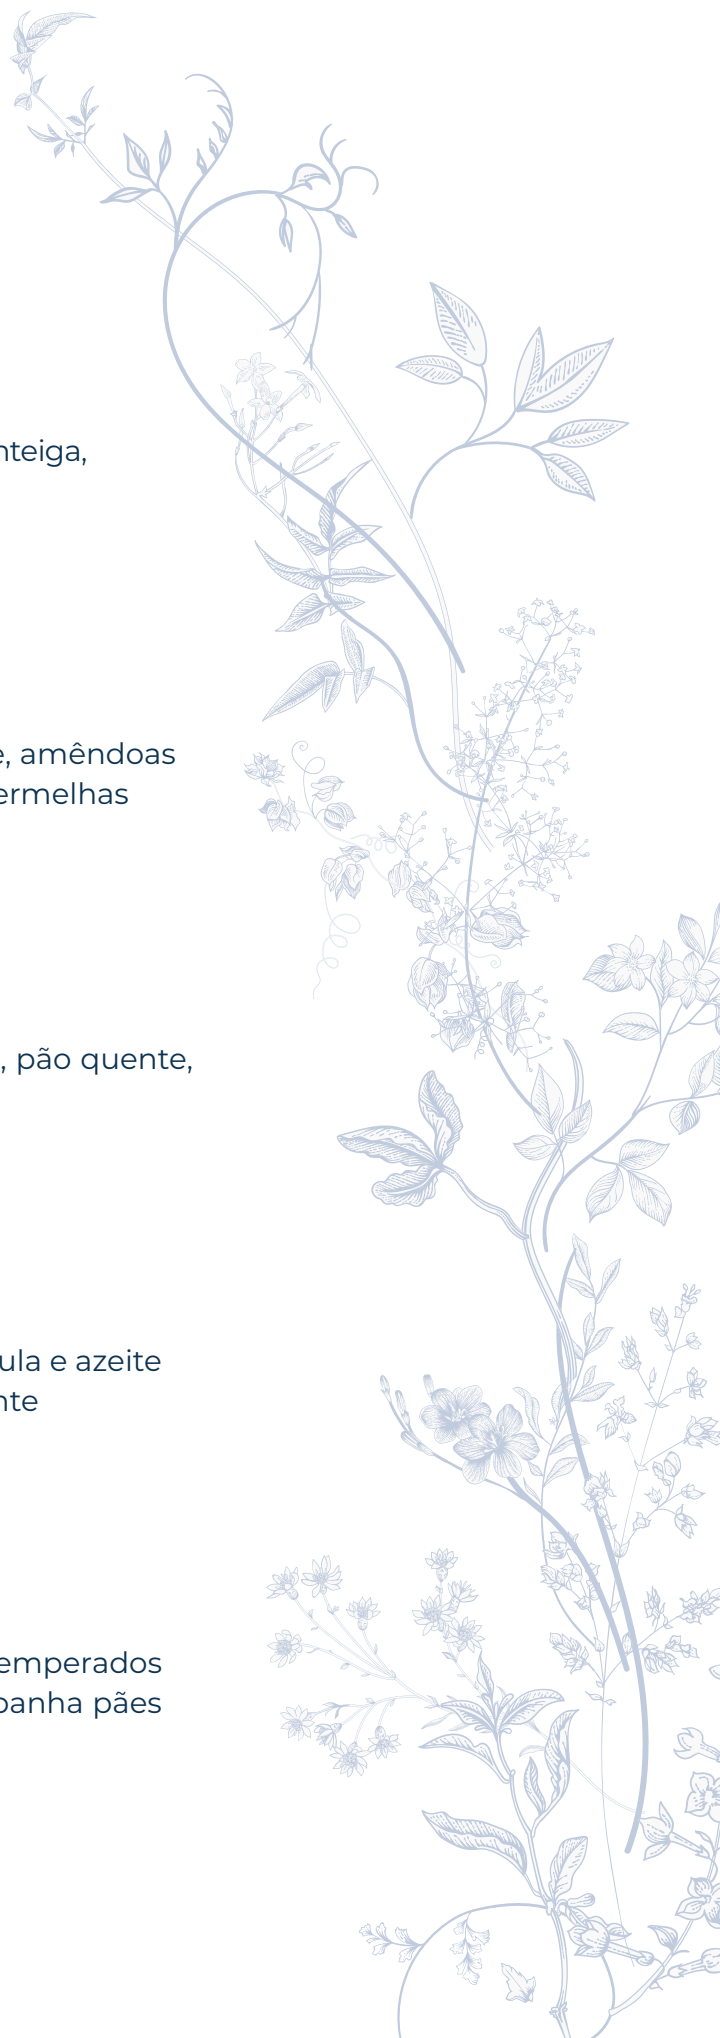 nteiga,
e, amêndoas
ermelhas
, pão quente,
ula e azeite
nte
emperados
panha pães